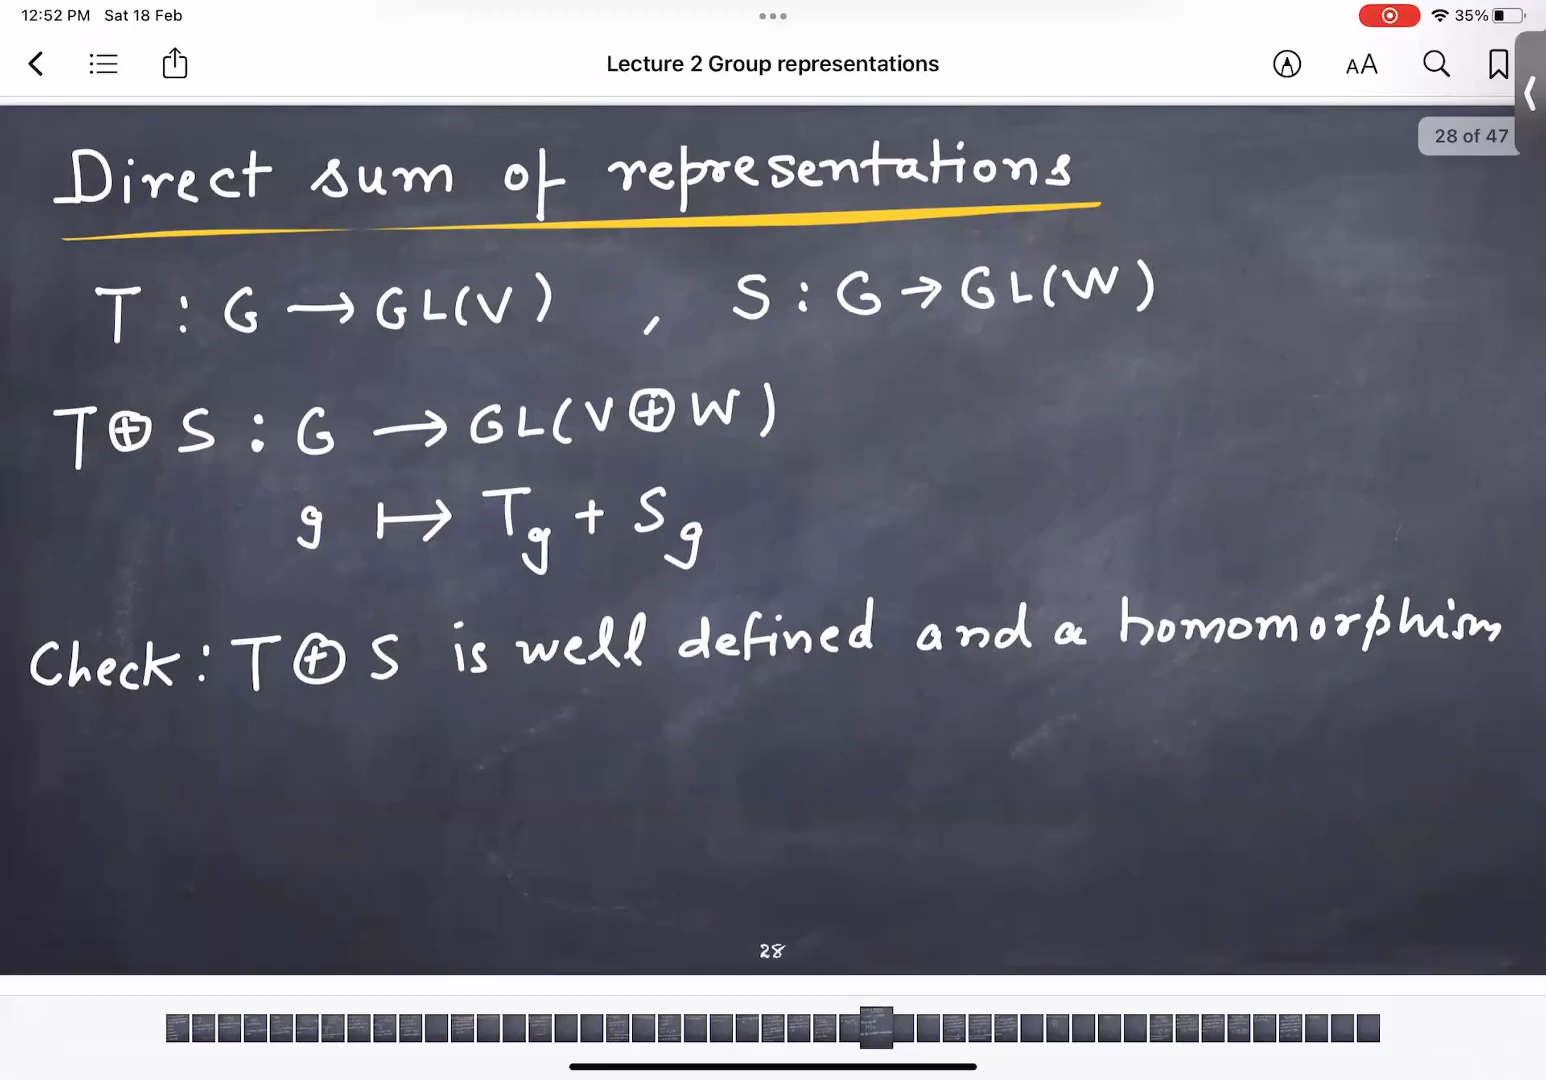 12:52 PM Sat 18 Feb
35%
Lecture 2 Group representations
AA
28 of 47
Direct sum of representations
T : G → GL(V) , S : G → GL(W)
T ⊕ S : G → GL(V ⊕ W)
g ↦ T_g + S_g
Check : T ⊕ S is well defined and a homomorphism
28